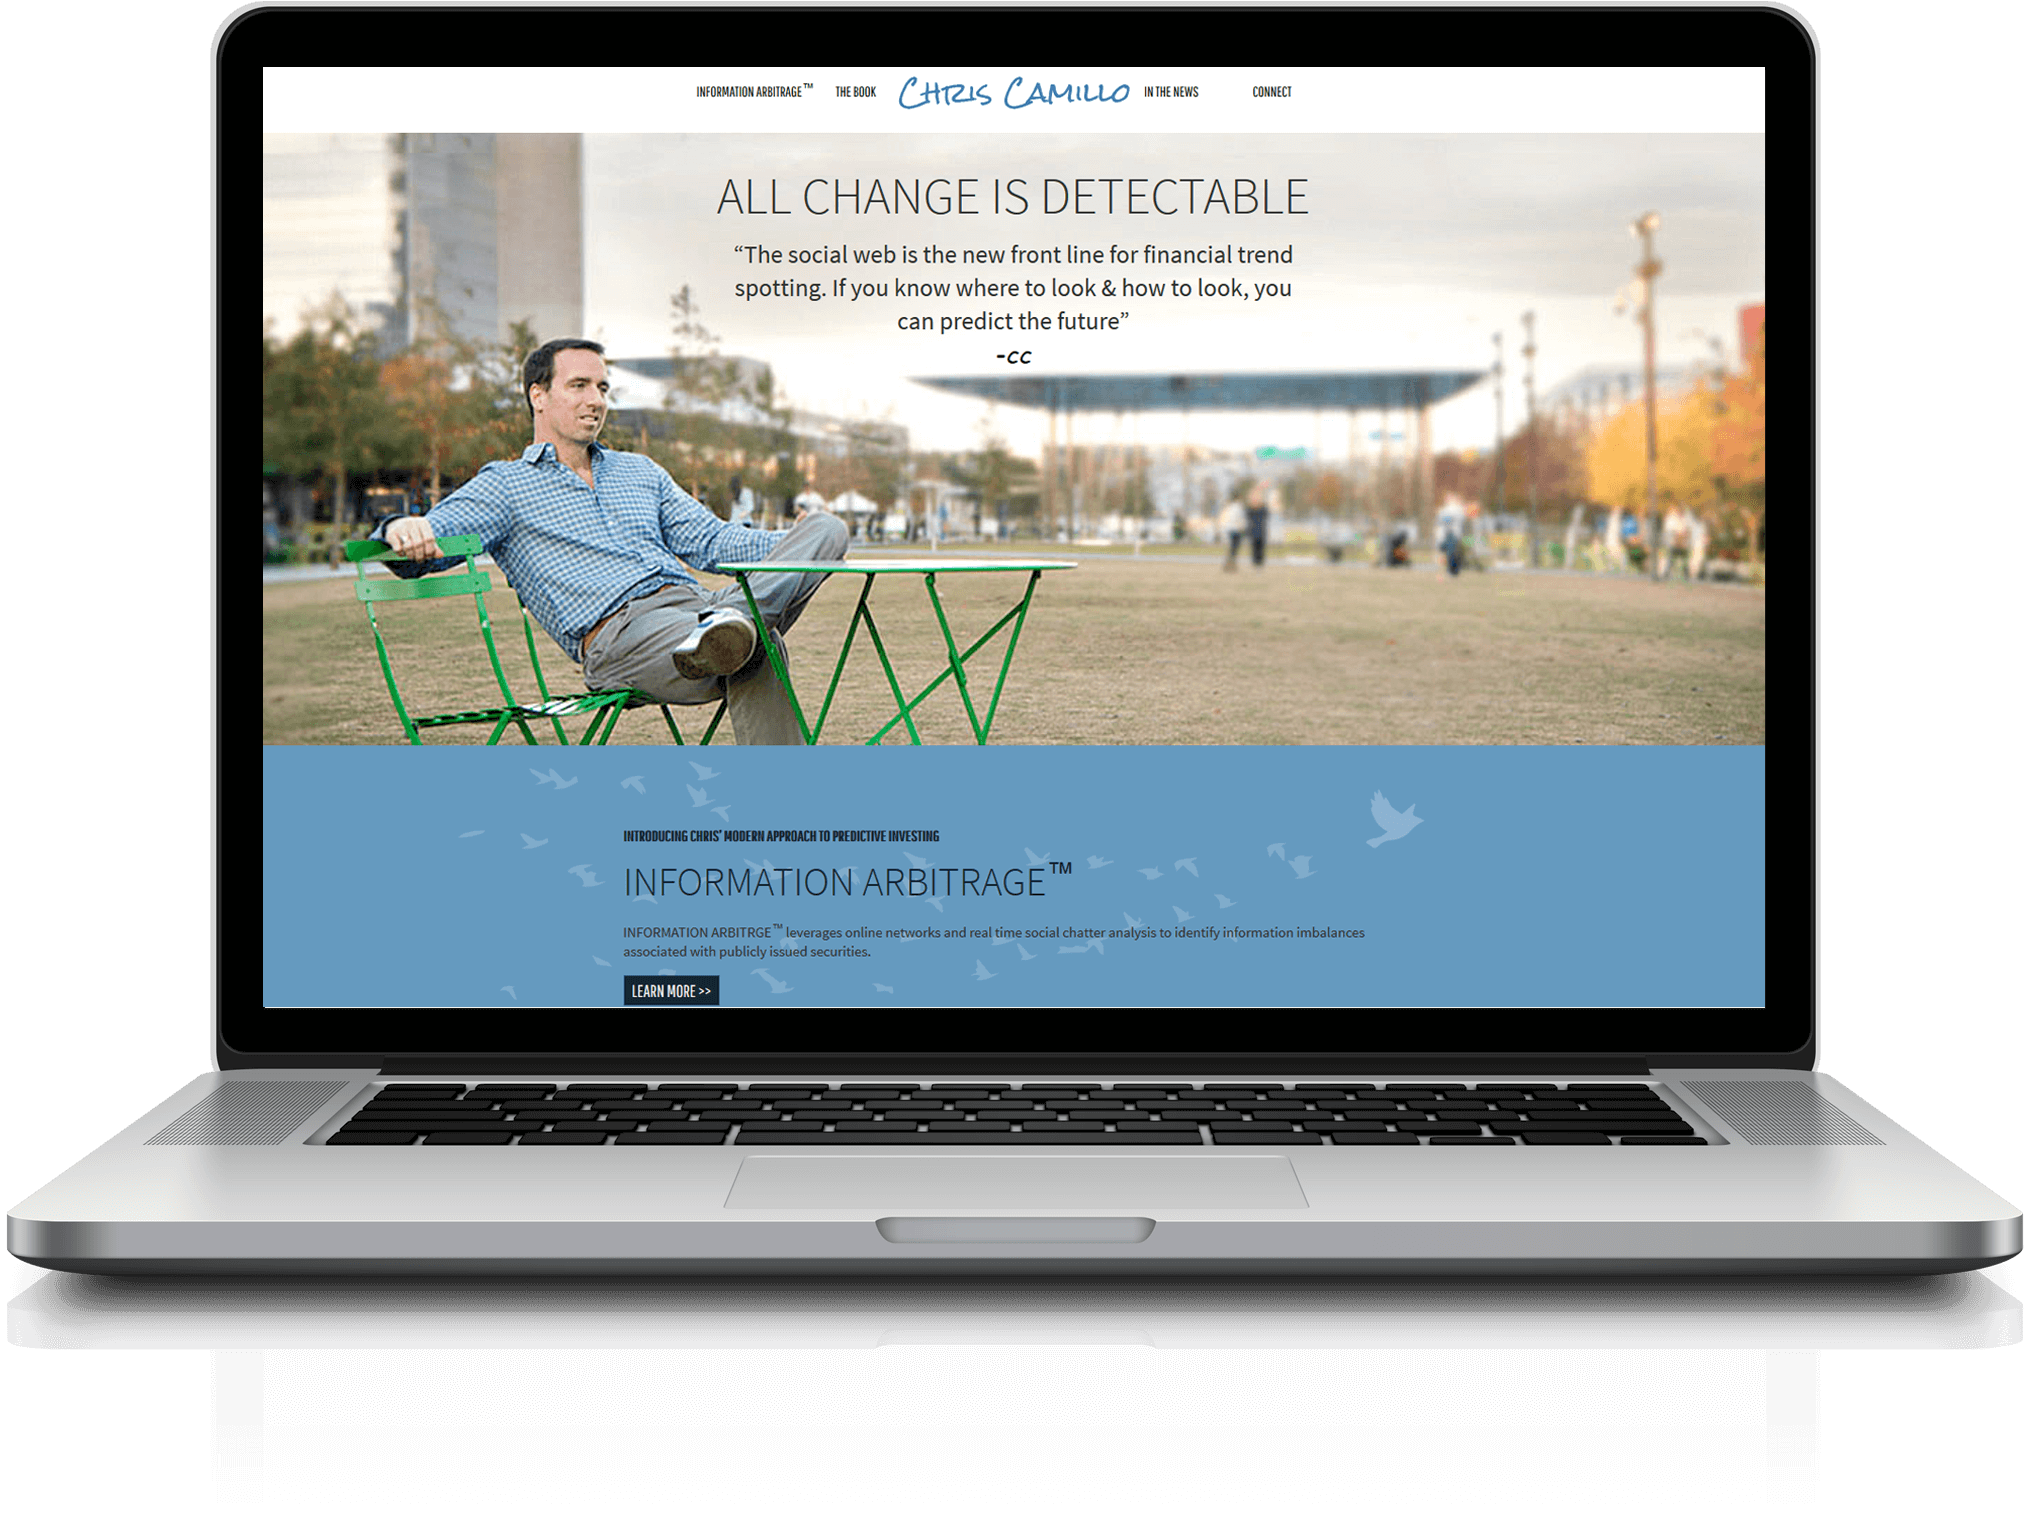 INFORMATION ARBITRAGE™ THE BOOK Chris Camillo IN THE NEWS CONNECT
ALL CHANGE IS DETECTABLE
“The social web is the new front line for financial trend
spotting. If you know where to look & how to look, you
can predict the future”
-cc
INTRODUCING CHRIS' MODERN APPROACH TO PREDICTIVE INVESTING
INFORMATION ARBITRAGE™
INFORMATION ARBITRGE™ leverages online networks and real time social chatter analysis to identify information imbalances
associated with publicly issued securities.
LEARN MORE >>